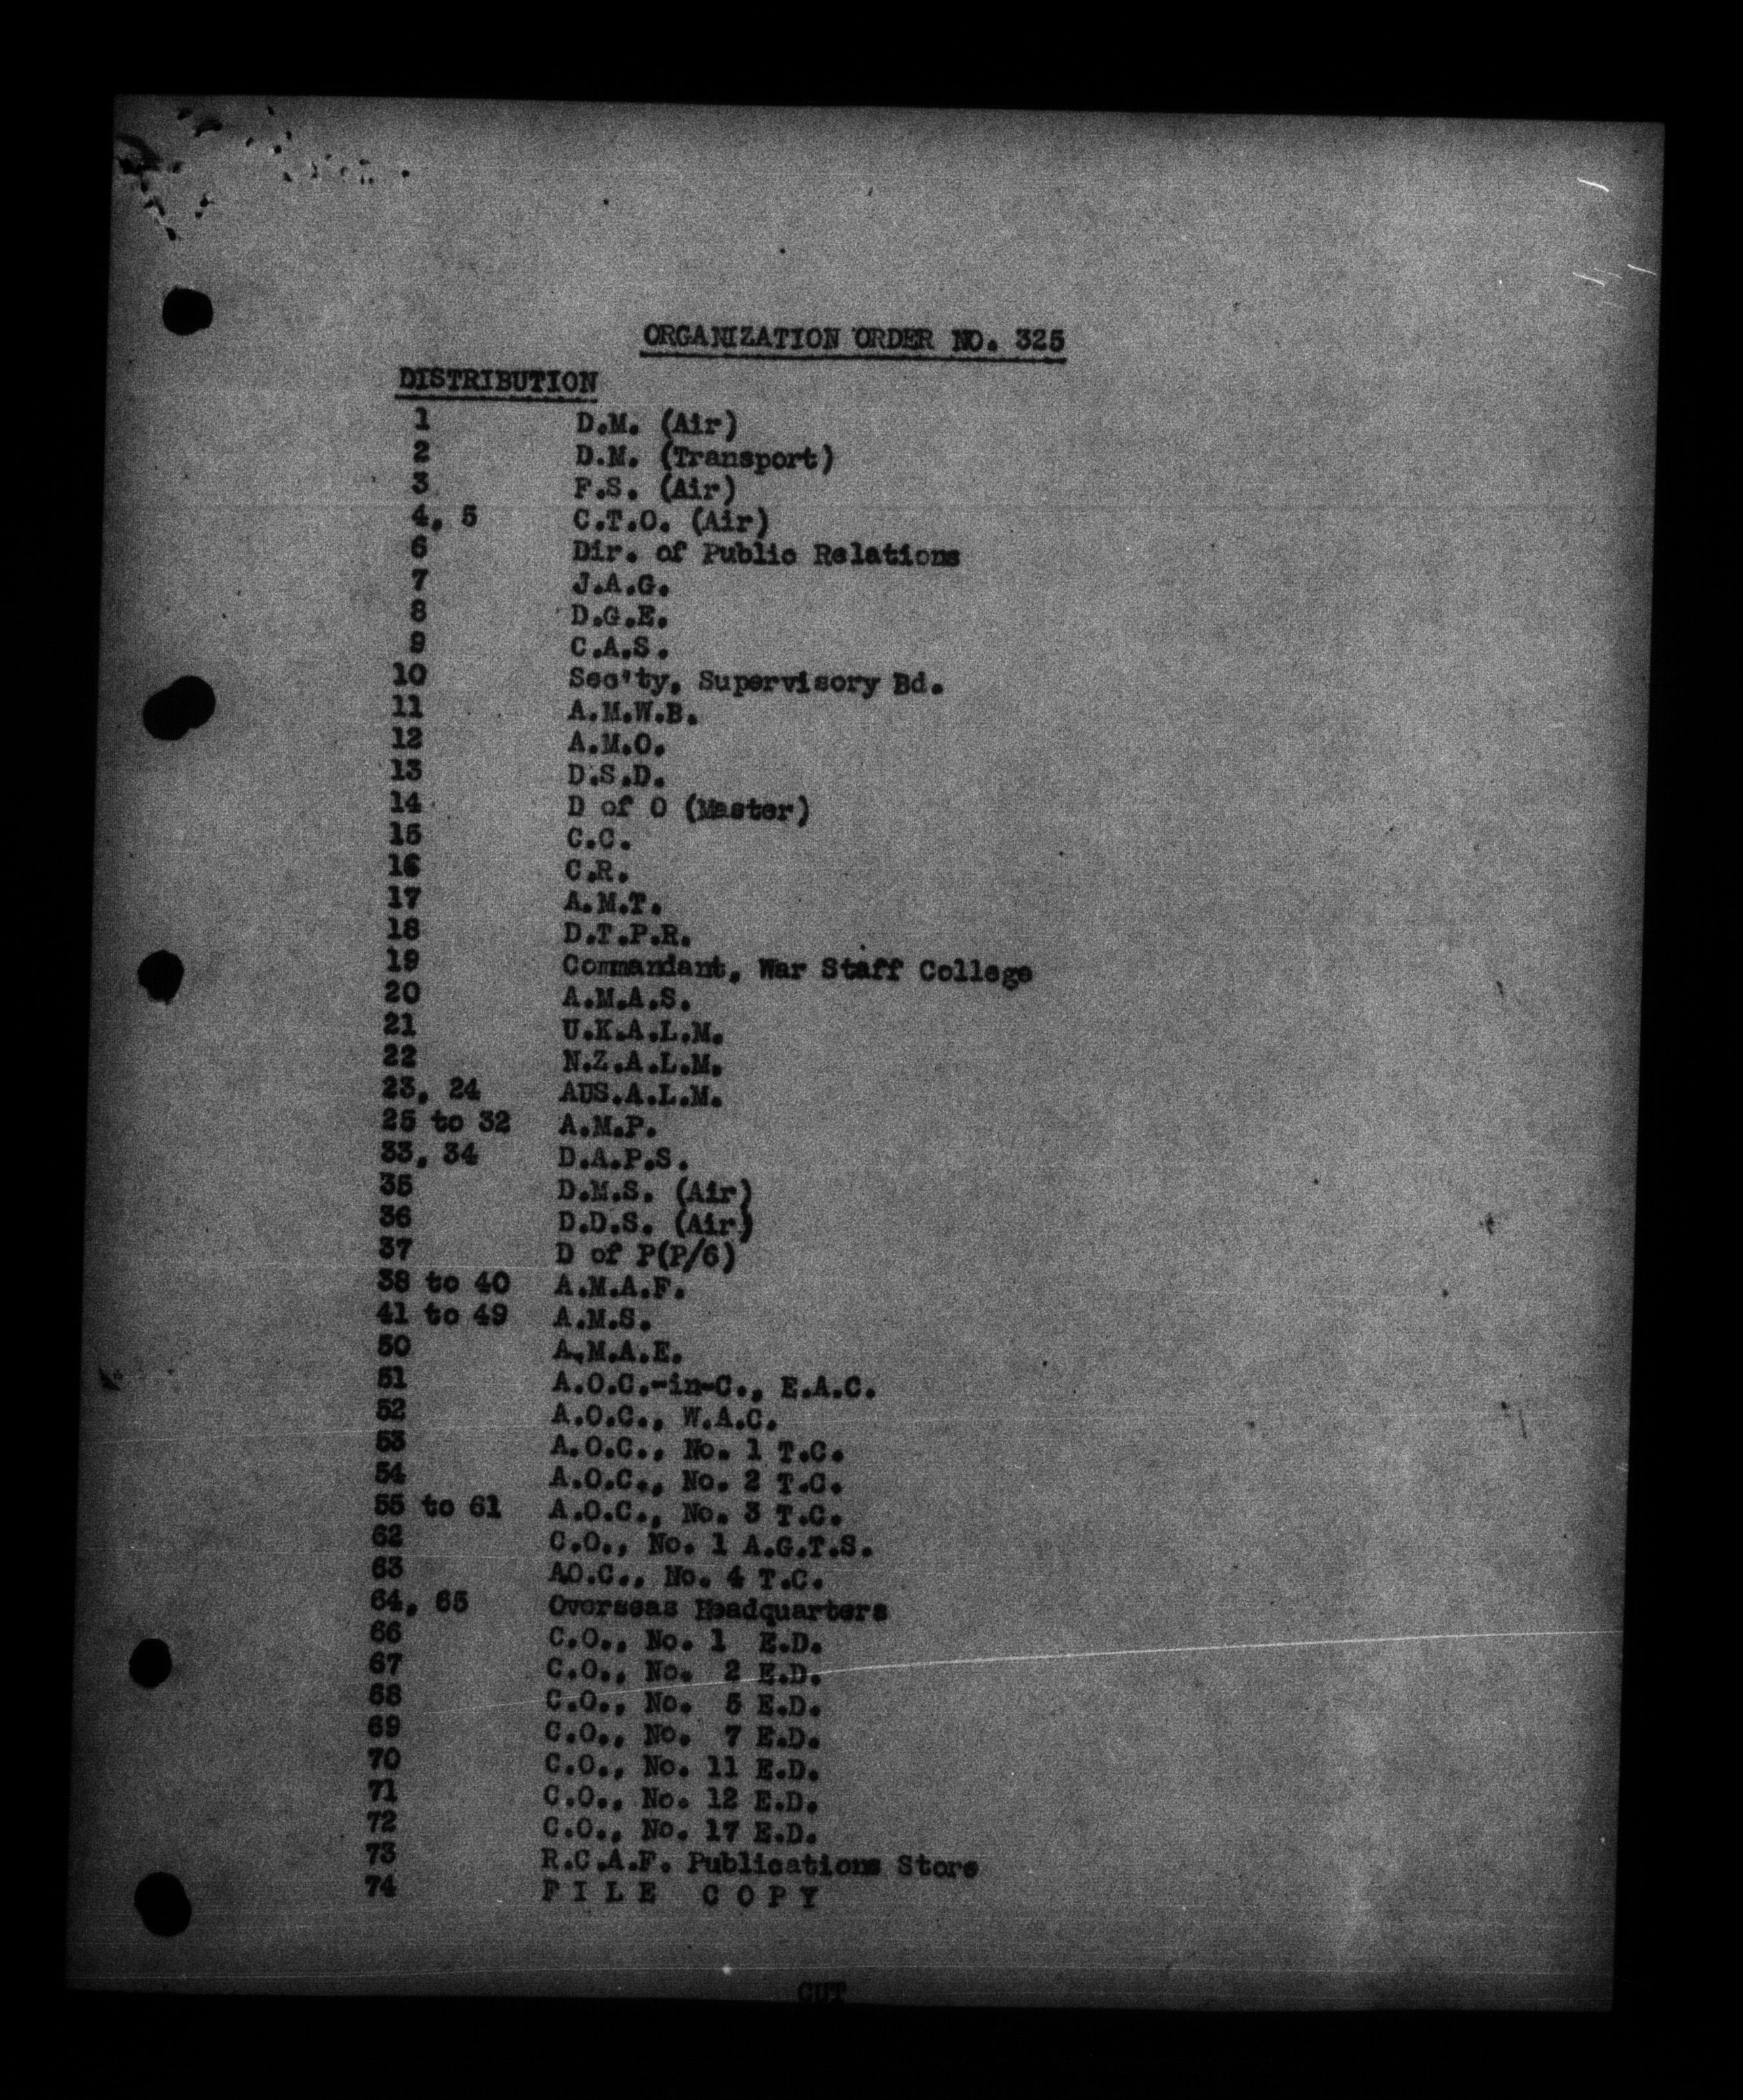 ORGANIZATION ORDER NO. 325
DISTRIBUTION
1 D.M. (Air)
2 D.M. (Transport)
3 F.S. (Air)
4, 5 C.T.O. (Air)
6 Dir. of Public Relations
7 J.A.G.
8 D.G.E.
9 C.A.S.
10 Sec'ty, Supervisory Bd.
11 A.M.W.B.
12 A.M.O.
13 D.S.D.
14 D of O (Master)
15 C.C.
16 C.R.
17 A.M.T.
18 D.T.P.R.
19 Commandant, War Staff College
20 A.M.A.S.
21 U.K.A.L.M.
22 N.Z.A.L.M.
23, 24 AUS.A.L.M.
25 to 32 A.M.P.
33, 34 D.A.P.S.
35 D.M.S. (Air)
36 D.D.S. (Air)
37 D of P(P/6)
38 to 40 A.M.A.F.
41 to 49 A.M.S.
50 A.M.A.E.
51 A.O.C.-in-C., E.A.C.
52 A.O.C., W.A.C.
53 A.O.C., No. 1 T.C.
54 A.O.C., No. 2 T.C.
55 to 61 A.O.C., No. 3 T.C.
62 C.O., No. 1 A.G.T.S.
63 AO.C., No. 4 T.C.
64, 65 Overseas Headquarters
66 C.O., No. 1 E.D.
67 C.O., No. 2 E.D.
68 C.O., No. 5 E.D.
69 C.O., No. 7 E.D.
70 C.O., No. 11 E.D.
71 C.O., No. 12 E.D.
72 C.O., No. 17 E.D.
73 R.C.A.F. Publications Store
74 F I L E C O P Y
CUT